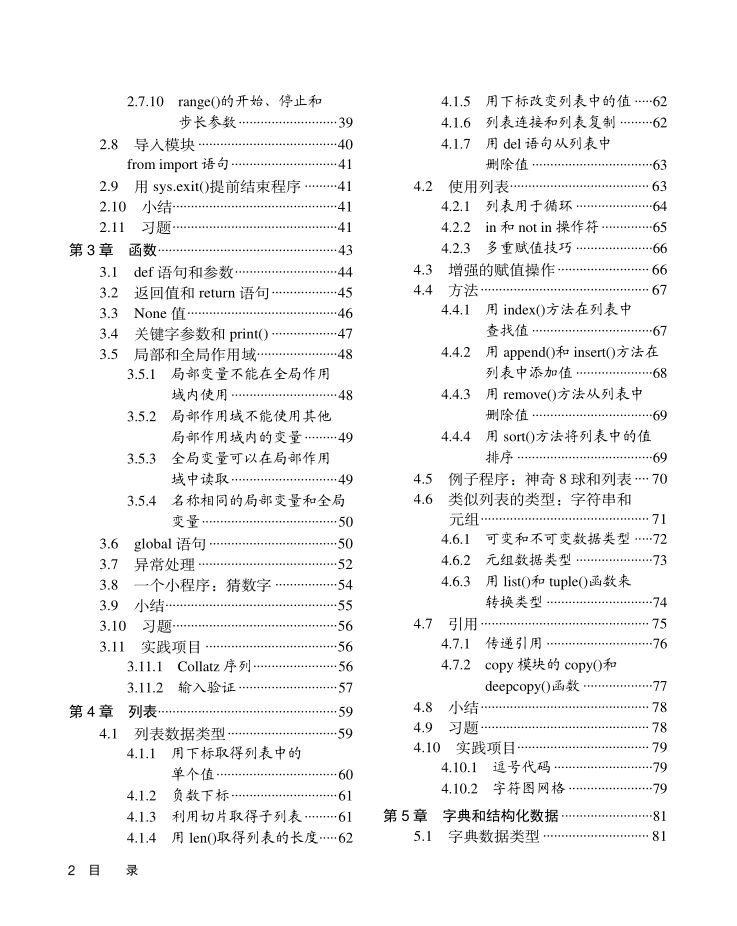 2.7.10 range()的开始、停止和
步长参数 ··························39
2.8 导入模块 ·····································40
from import 语句 ····························41
2.9 用 sys.exit()提前结束程序 ·········41
2.10 小结············································41
2.11 习题············································41
第 3 章 函数················································43
3.1 def 语句和参数···························44
3.2 返回值和 return 语句·················45
3.3 None 值········································46
3.4 关键字参数和 print() ·················47
3.5 局部和全局作用域·····················48
3.5.1 局部变量不能在全局作用
域内使用 ····························48
3.5.2 局部作用域不能使用其他
局部作用域内的变量·········49
3.5.3 全局变量可以在局部作用
域中读取 ····························49
3.5.4 名称相同的局部变量和全局
变量····································50
3.6 global 语句 ··································50
3.7 异常处理 ·····································52
3.8 一个小程序：猜数字 ················54
3.9 小结··············································55
3.10 习题············································56
3.11 实践项目 ···································56
3.11.1 Collatz 序列······················56
3.11.2 输入验证 ··························57
第 4 章 列表················································59
4.1 列表数据类型·····························59
4.1.1 用下标取得列表中的
单个值································60
4.1.2 负数下标····························61
4.1.3 利用切片取得子列表·········61
4.1.4 用 len()取得列表的长度·····62
4.1.5 用下标改变列表中的值 ·····62
4.1.6 列表连接和列表复制 ·········62
4.1.7 用 del 语句从列表中
删除值 ································63
4.2 使用列表····································· 63
4.2.1 列表用于循环 ····················64
4.2.2 in 和 not in 操作符··············65
4.2.3 多重赋值技巧 ····················66
4.3 增强的赋值操作························ 66
4.4 方法············································· 67
4.4.1 用 index()方法在列表中
查找值 ································67
4.4.2 用 append()和 insert()方法在
列表中添加值 ····················68
4.4.3 用 remove()方法从列表中
删除值 ································69
4.4.4 用 sort()方法将列表中的值
排序 ····································69
4.5 例子程序：神奇 8 球和列表···· 70
4.6 类似列表的类型：字符串和
元组············································· 71
4.6.1 可变和不可变数据类型 ·····72
4.6.2 元组数据类型 ····················73
4.6.3 用 list()和 tuple()函数来
转换类型 ····························74
4.7 引用············································· 75
4.7.1 传递引用 ····························76
4.7.2 copy 模块的 copy()和
deepcopy()函数 ···················77
4.8 小结············································· 78
4.9 习题············································· 78
4.10 实践项目··································· 79
4.10.1 逗号代码 ··························79
4.10.2 字符图网格 ······················79
第 5 章 字典和结构化数据 ························81
5.1 字典数据类型 ···························· 81
2 目 录